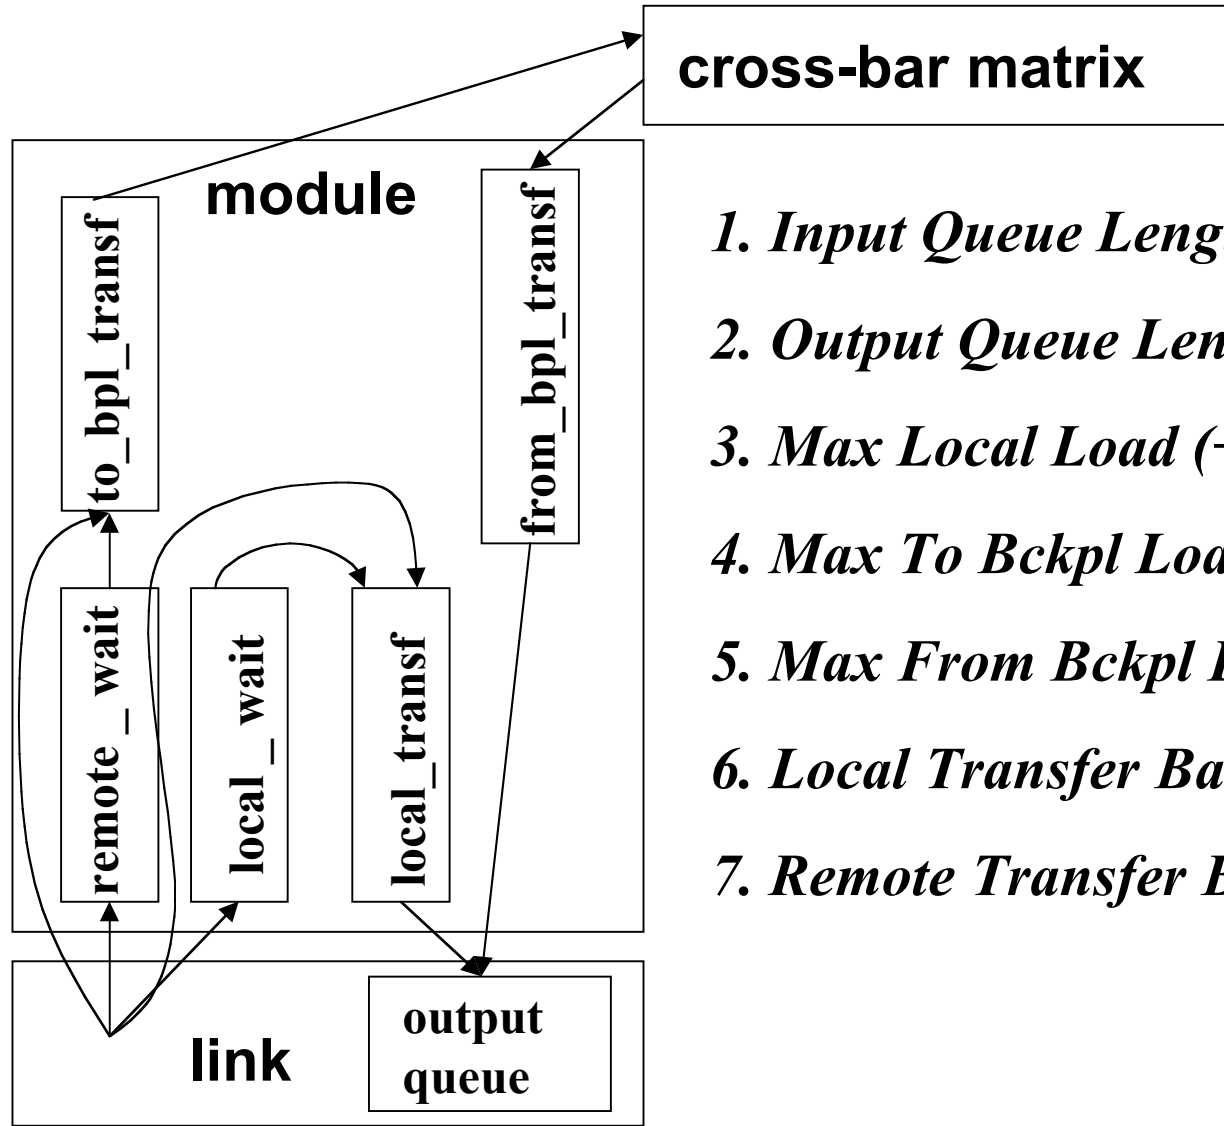 cross-bar matrix
module
to_bpl_transf
from_bpl_transf
remote _ wait
local _ wait
local_transf
output
queue
link
1. Input Queue
2. Output Queue
3. Max Local Load (
4. Max To Bckpl
5. Max From Bckpl
6. Local Transfer
7. Remote Transfer